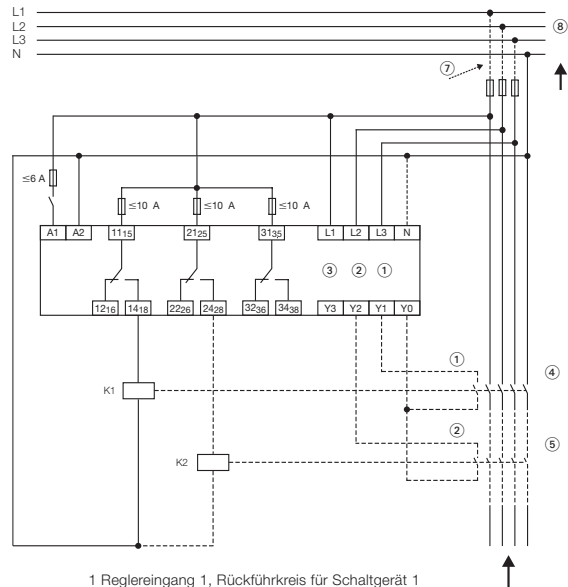 L1
L2
L3
N
⑧
⑦
≤6 A
≤10 A
≤10 A
≤10 A
A1 A2 1115 2125 3135 L1 L2 L3 N
③ ② ①
1216 1418 2226 2428 3236 3438 Y3 Y2 Y1 Y0
①
④
K1
②
⑤
K2
1 Reglereingang 1, Rückführkreis für Schaltgerät 1